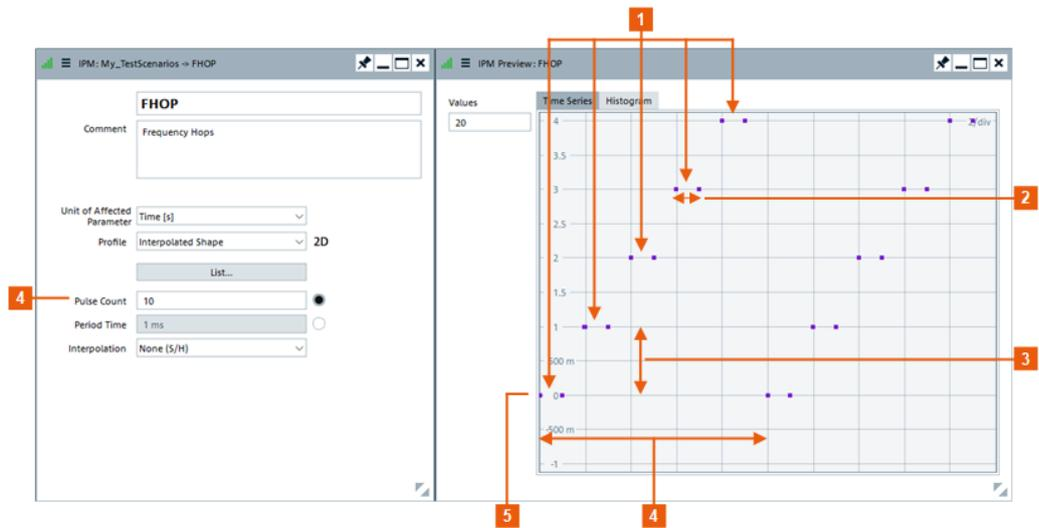 1
IPM: My_TestScenarios -> FHOP
IPM Preview: FHOP
FHOP
Comment
Frequency Hops
Unit of Affected
Parameter
Time [s]
Profile
Interpolated Shape
2D
List...
4
Pulse Count
10
Period Time
1 ms
Interpolation
None (S/H)
Values
20
Time Series
Histogram
2/div
4
3.5
3
2
2.5
2
1.5
1
500 m
3
0
-500 m
-1
5
4